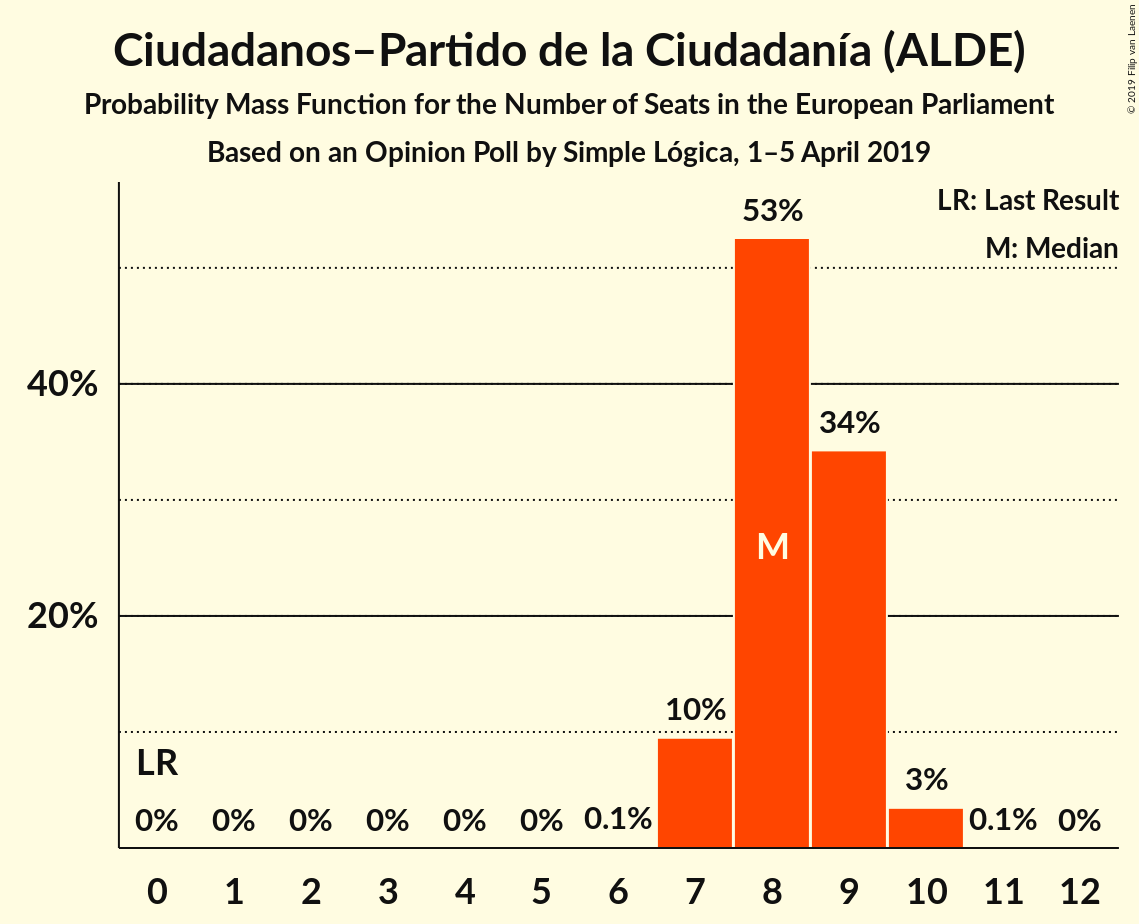 Ciudadanos–Partido de la Ciudadanía (ALDE)
Probability Mass Function for the Number of Seats in the European Parliament
Based on an Opinion Poll by Simple Lógica, 1–5 April 2019
© 2019 Filip van Laenen
LR: Last Result
M: Median
53%
40%
34%
M
20%
10%
LR
3%
0% 0% 0% 0% 0% 0% 0.1% 0.1% 0%
0 1 2 3 4 5 6 7 8 9 10 11 12